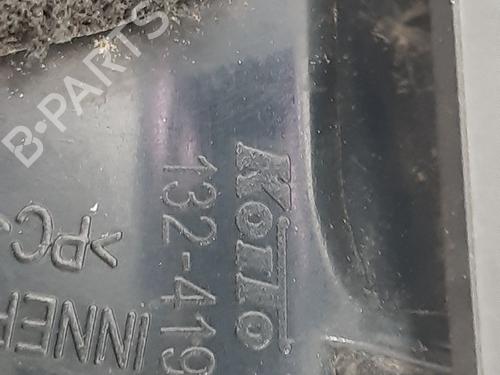 Koito
132-419
>PC
INNER
B-PARTS